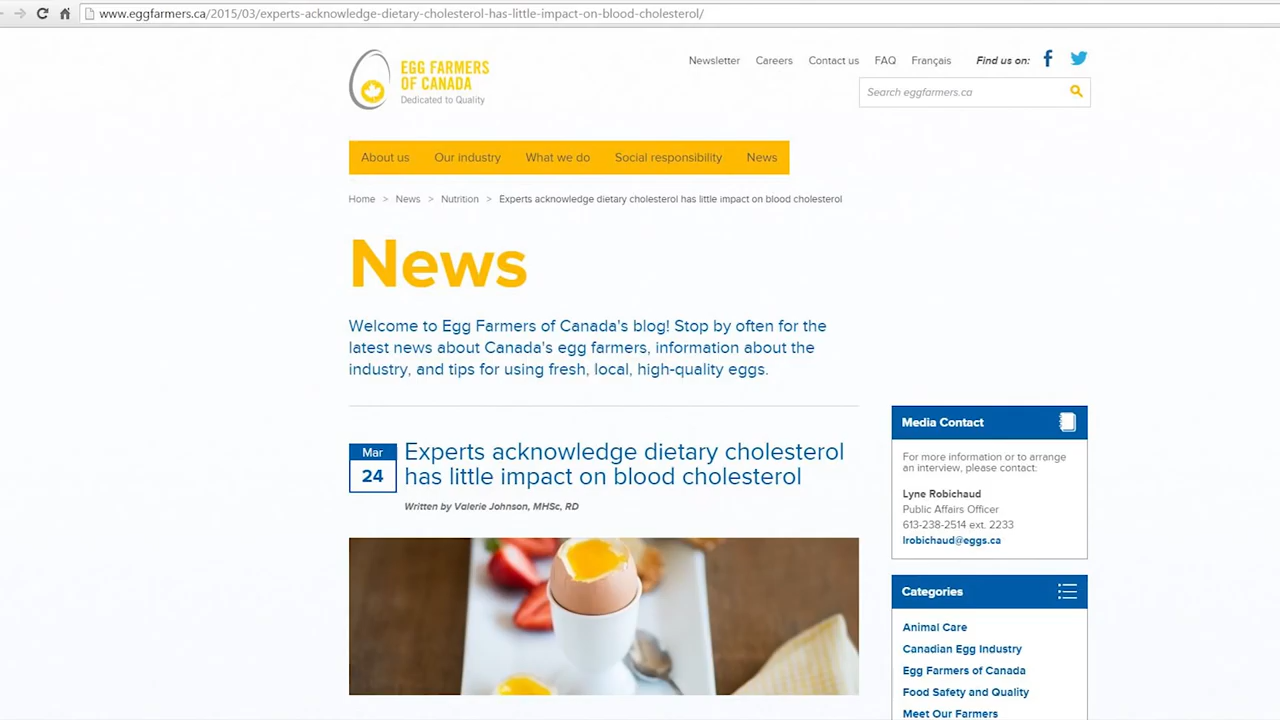 www.eggfarmers.ca/2015/03/experts-acknowledge-dietary-cholesterol-has-little-impact-on-blood-cholesterol/
EGG FARMERS
OF CANADA
Dedicated to Quality
Newsletter Careers Contact us FAQ Français Find us on:
Search eggfarmers.ca
About us Our industry What we do Social responsibility News
Home > News > Nutrition > Experts acknowledge dietary cholesterol has little impact on blood cholesterol
News
Welcome to Egg Farmers of Canada's blog! Stop by often for the
latest news about Canada's egg farmers, information about the
industry, and tips for using fresh, local, high-quality eggs.
Mar
24
Experts acknowledge dietary cholesterol
has little impact on blood cholesterol
Written by Valerie Johnson, MHSc, RD
Media Contact
For more information or to arrange
an interview, please contact:
Lyne Robichaud
Public Affairs Officer
613-238-2514 ext. 2233
lrobichaud@eggs.ca
Categories
Animal Care
Canadian Egg Industry
Egg Farmers of Canada
Food Safety and Quality
Meet Our Farmers